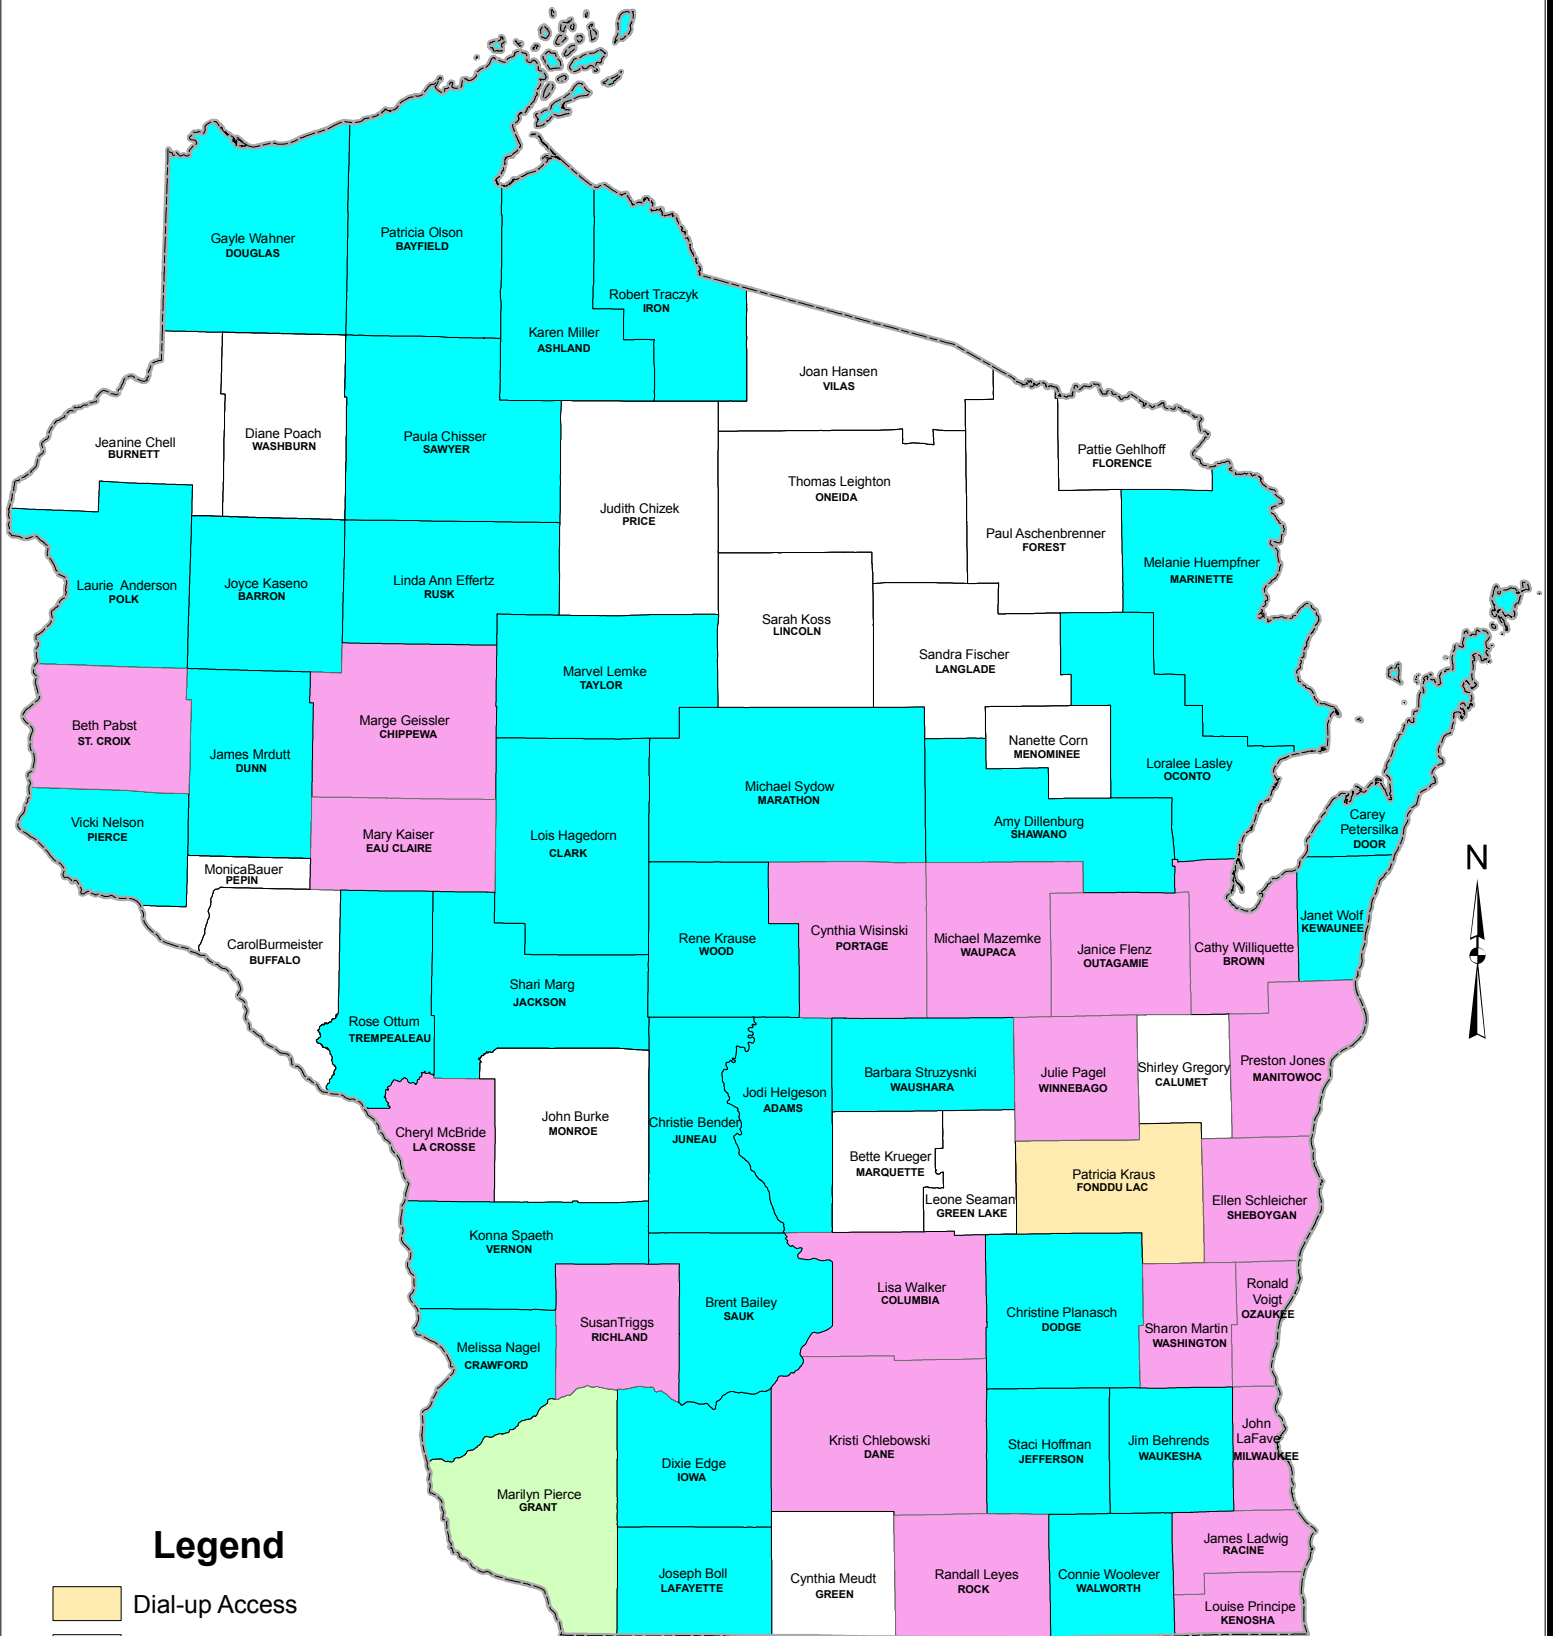 Gayle Wahner
DOUGLAS
Patricia Olson
BAYFIELD
Robert Traczyk
IRON
Karen Miller
ASHLAND
Joan Hansen
VILAS
Jeanine Chell
BURNETT
Diane Poach
WASHBURN
Paula Chisser
SAWYER
Pattie Gehlhoff
FLORENCE
Thomas Leighton
ONEIDA
Judith Chizek
PRICE
Paul Aschenbrenner
FOREST
Melanie Huempfner
MARINETTE
Laurie Anderson
POLK
Joyce Kaseno
BARRON
Linda Ann Effertz
RUSK
Sarah Koss
LINCOLN
Sandra Fischer
LANGLADE
Marvel Lemke
TAYLOR
Beth Pabst
ST. CROIX
Marge Geissler
CHIPPEWA
James Mrdutt
DUNN
Nanette Corn
MENOMINEE
Loralee Lasley
OCONTO
Michael Sydow
MARATHON
Vicki Nelson
PIERCE
Mary Kaiser
EAU CLAIRE
Lois Hagedorn
CLARK
Amy Dillenburg
SHAWANO
Carey
Petersilka
DOOR
N
MonicaBauer
PEPIN
CarolBurmeister
BUFFALO
Rene Krause
WOOD
Cynthia Wisinski
PORTAGE
Michael Mazemke
WAUPACA
Janice Flenz
OUTAGAMIE
Cathy Williquette
BROWN
Janet Wolf
KEWAUNEE
Shari Marg
JACKSON
Rose Ottum
TREMPEALEAU
Barbara Struzysnki
WAUSHARA
Julie Pagel
WINNEBAGO
Shirley Gregory
CALUMET
Preston Jones
MANITOWOC
Jodi Helgeson
ADAMS
Christie Bender
JUNEAU
John Burke
MONROE
Cheryl McBride
LA CROSSE
Bette Krueger
MARQUETTE
Leone Seaman
GREEN LAKE
Patricia Kraus
FONDDU LAC
Ellen Schleicher
SHEBOYGAN
Konna Spaeth
VERNON
Lisa Walker
COLUMBIA
Ronald
Voigt
OZAUKEE
Brent Bailey
SAUK
Christine Planasch
DODGE
SusanTriggs
RICHLAND
Sharon Martin
WASHINGTON
Melissa Nagel
CRAWFORD
Kristi Chlebowski
DANE
Staci Hoffman
JEFFERSON
Jim Behrends
WAUKESHA
John
LaFave
MILWAUKEE
Dixie Edge
IOWA
Marilyn Pierce
GRANT
James Ladwig
RACINE
Joseph Boll
LAFAYETTE
Cynthia Meudt
GREEN
Randall Leyes
ROCK
Connie Woolever
WALWORTH
Louise Principe
KENOSHA
Legend
Dial-up Access